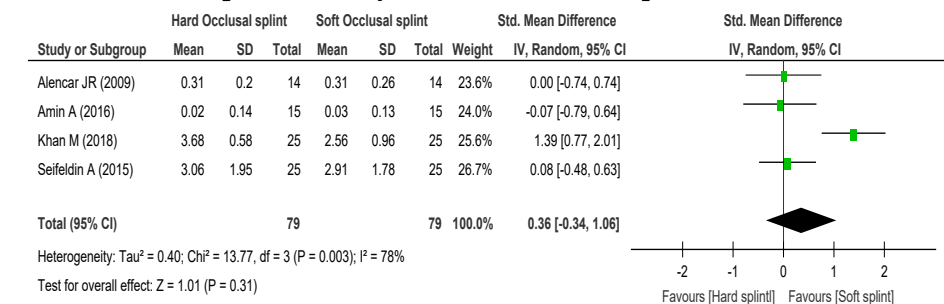 Hard Occlusal splint Soft Occlusal splint Std. Mean Difference Std. Mean Difference
Study or Subgroup Mean SD Total Mean SD Total Weight IV, Random, 95% CI IV, Random, 95% CI
Alencar JR (2009) 0.31 0.2 14 0.31 0.26 14 23.6% 0.00 [-0.74, 0.74]
Amin A (2016) 0.02 0.14 15 0.03 0.13 15 24.0% -0.07 [-0.79, 0.64]
Khan M (2018) 3.68 0.58 25 2.56 0.96 25 25.6% 1.39 [0.77, 2.01]
Seifeldin A (2015) 3.06 1.95 25 2.91 1.78 25 26.7% 0.08 [-0.48, 0.63]
Total (95% CI) 79 79 100.0% 0.36 [-0.34, 1.06]
Heterogeneity: Tau² = 0.40; Chi² = 13.77, df = 3 (P = 0.003); I² = 78%
Test for overall effect: Z = 1.01 (P = 0.31)
-2 -1 0 1 2
Favours [Hard splintl] Favours [Soft splint]